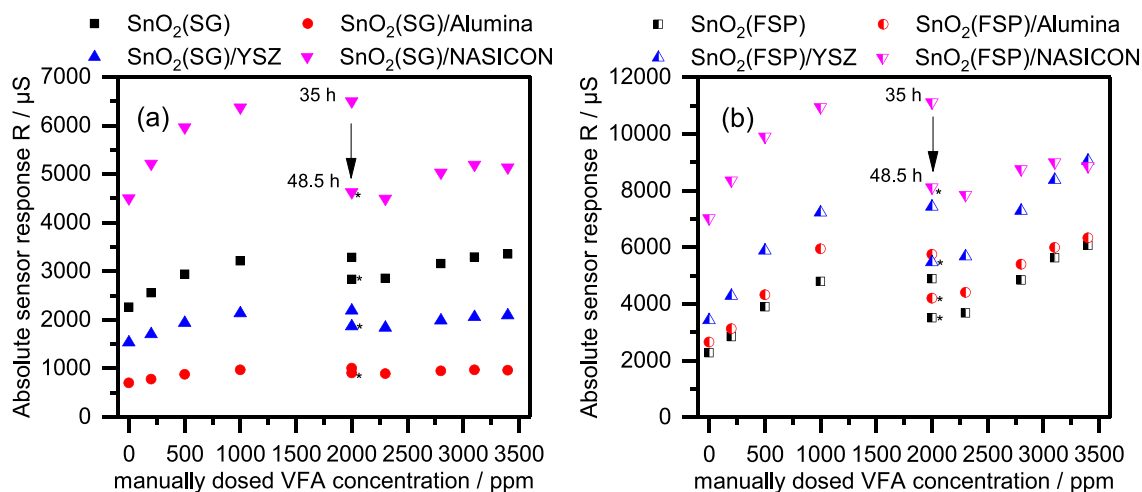 SnO2(SG) SnO2(SG)/Alumina
SnO2(SG)/YSZ SnO2(SG)/NASICON
7000
6000
5000
4000
3000
2000
1000
0
Absolute sensor response R / µS
(a)
35 h
48.5 h
*
*
*
*
0 500 1000 1500 2000 2500 3000 3500
manually dosed VFA concentration / ppm
SnO2(FSP) SnO2(FSP)/Alumina
SnO2(FSP)/YSZ SnO2(FSP)/NASICON
12000
10000
8000
6000
4000
2000
0
Absolute sensor response R / µS
(b)
35 h
48.5 h
*
*
*
*
0 500 1000 1500 2000 2500 3000 3500
manually dosed VFA concentration / ppm